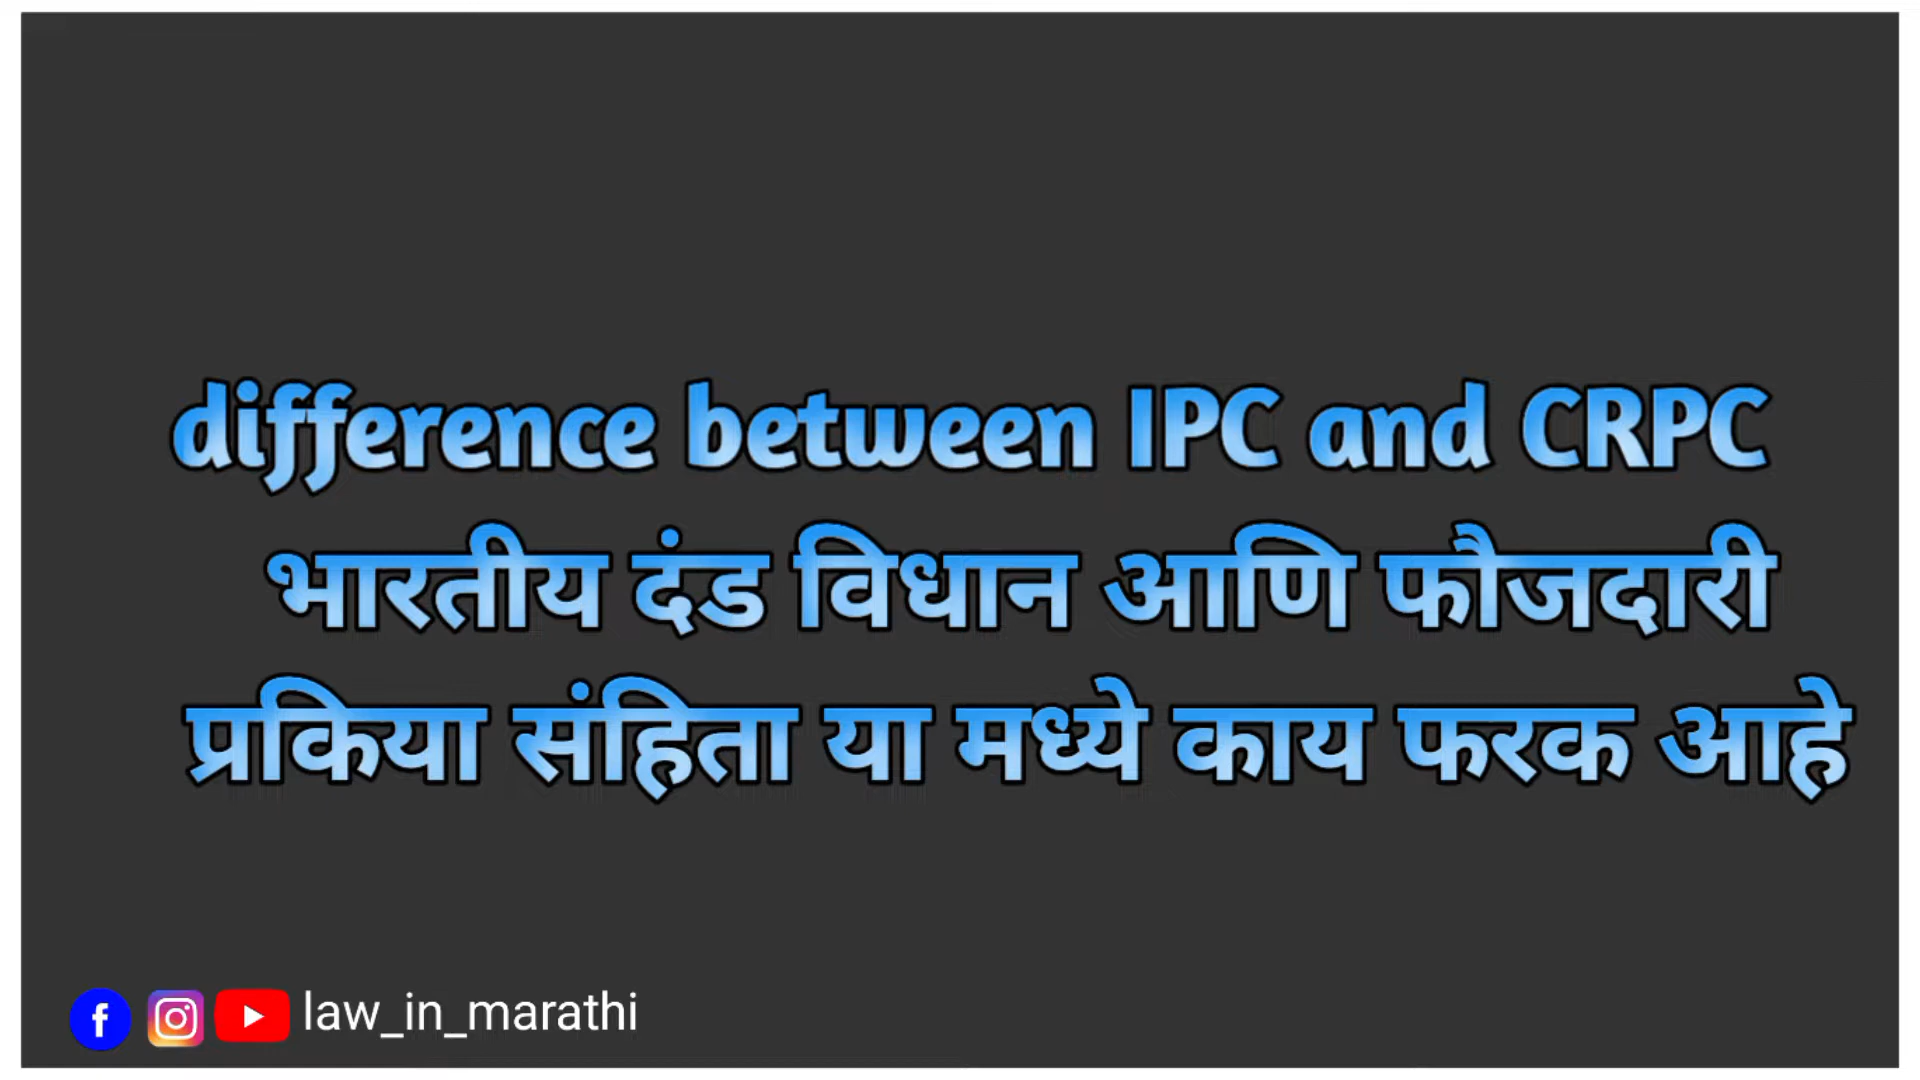 difference between IPC and CRPC
भारतीय दंड विधान आणि फौजदारी
प्रकिया संहिता या मध्ये काय फरक आहे
law_in_marathi